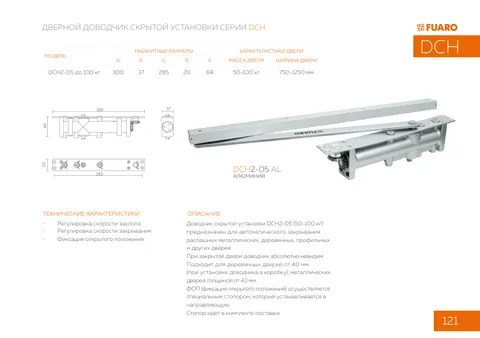 ДВЕРНОЙ ДОВОДЧИК СКРЫТОЙ УСТАНОВКИ СЕРИИ DCH
FUARO
DCH
МОДЕЛЬ
ГАБАРИТНЫЕ РАЗМЕРЫ
ХАРАКТЕРИСТИКИ ДВЕРИ
A B C D E МАССА ДВЕРИ ШИРИНА ДВЕРИ
DCH2-05 до 100 кг 300 17 285 20 84 50-100 кг 750-1250 мм
FUARO
DCH2-05 AL
АЛЮМИНИЙ
ТЕХНИЧЕСКИЕ ХАРАКТЕРИСТИКИ
· Регулировка скорости захлопа
· Регулировка скорости закрывания
· Фиксация открытого положения
ОПИСАНИЕ
Доводчик скрытой установки DCH2-05 (50-100 кг)
предназначен для автоматического закрывания
распашных металлических, деревянных, профильных
и других дверей.
При закрытой двери доводчик абсолютно невидим.
Подходит для деревянных дверей от 40 мм
(при установке доводчика в коробку), металлических
дверей толщиной от 43 мм.
ФОП (фиксация открытого положения) осуществляется
специальным стопором, который устанавливается в
направляющую.
Стопор идёт в комплекте поставки
121